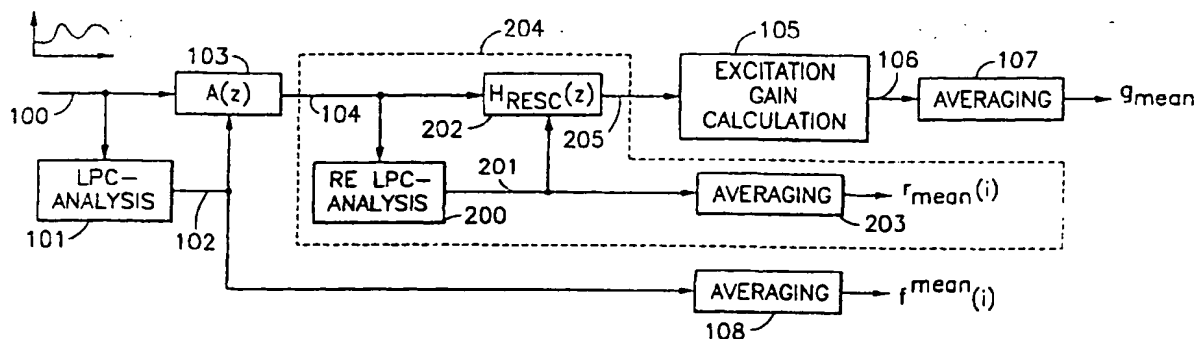 204
105
103
A(z)
100
104
H_RESC(z)
202
205
EXCITATION
GAIN
CALCULATION
106
107
AVERAGING
g_mean
LPC-
ANALYSIS
101
102
RE LPC-
ANALYSIS
200
201
AVERAGING
203
r_mean(i)
AVERAGING
108
f^mean(i)